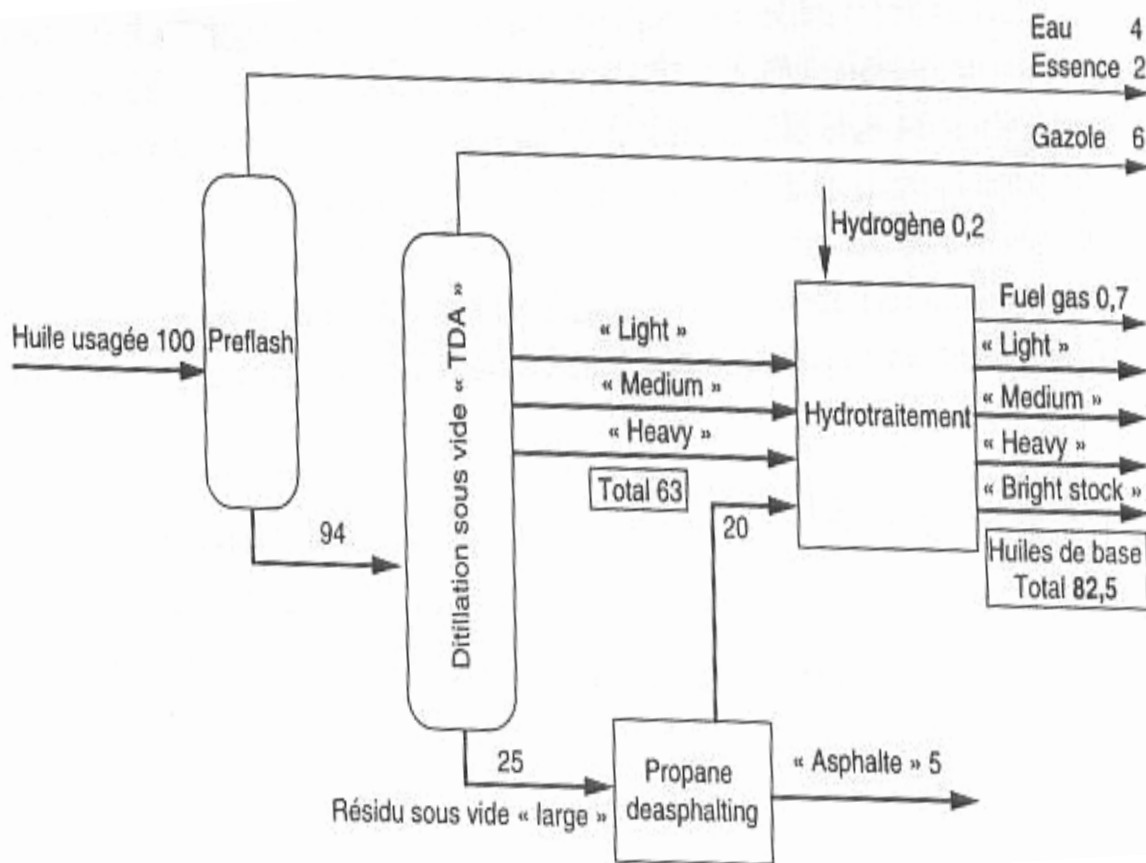 Eau 4
Essence 2
Gazole 6
Hydrogène 0,2
Huile usagée 100
Preflash
Ditillation sous vide « TDA »
« Light »
« Medium »
« Heavy »
Total 63
Hydrotraitement
Fuel gas 0,7
« Light »
« Medium »
« Heavy »
« Bright stock »
Huiles de base
Total 82,5
94
20
25
Résidu sous vide « large »
Propane
deasphalting
« Asphalte » 5